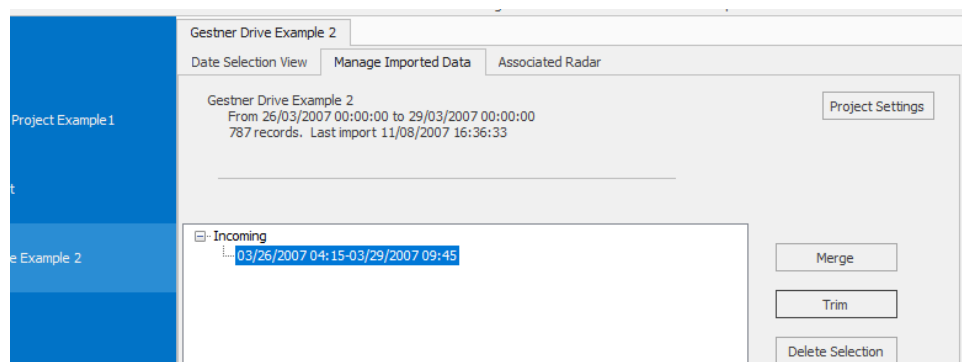 Gestner Drive Example 2
Date Selection View Manage Imported Data Associated Radar
Gestner Drive Example 2
From 26/03/2007 00:00:00 to 29/03/2007 00:00:00
787 records. Last import 11/08/2007 16:36:33
Project Settings
Project Example1
t
e Example 2
Incoming
03/26/2007 04:15-03/29/2007 09:45
Merge
Trim
Delete Selection